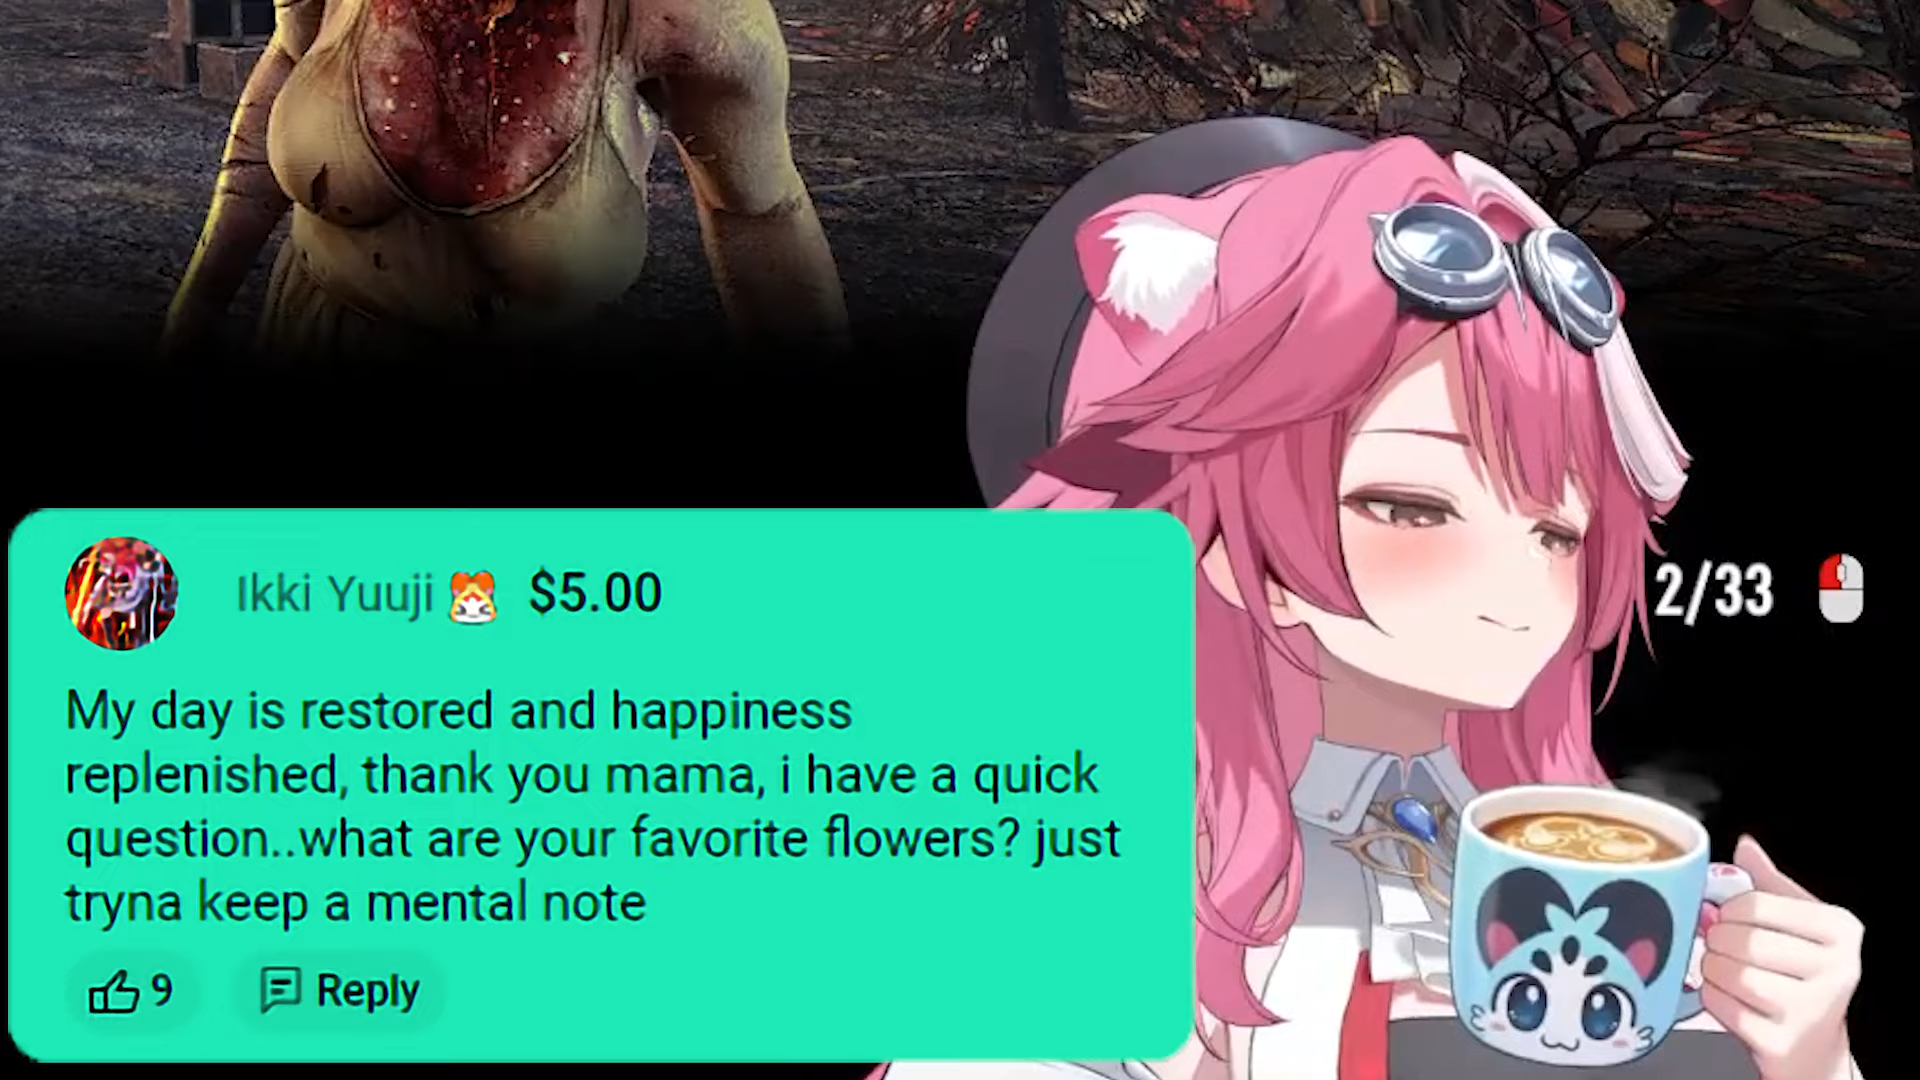 Ikki Yuuji $5.00
My day is restored and happiness
replenished, thank you mama, i have a quick
question..what are your favorite flowers? just
tryna keep a mental note
9 Reply
2/33